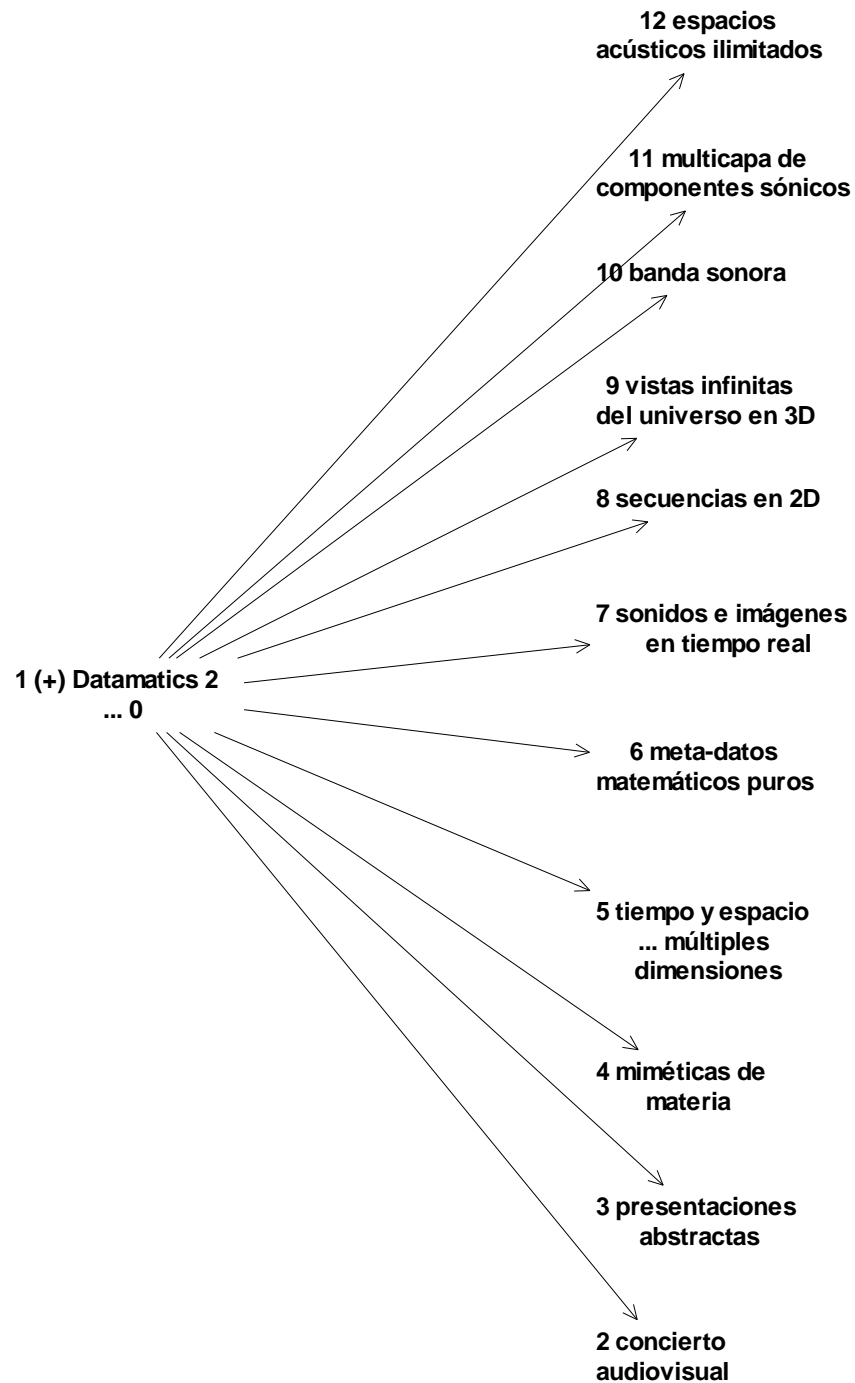 12 espacios
acústicos ilimitados
11 multicapa de
componentes sónicos
10 banda sonora
9 vistas infinitas
del universo en 3D
8 secuencias en 2D
7 sonidos e imágenes
en tiempo real
1 (+) Datamatics 2
... 0
6 meta-datos
matemáticos puros
5 tiempo y espacio
... múltiples
dimensiones
4 miméticas de
materia
3 presentaciones
abstractas
2 concierto
audiovisual